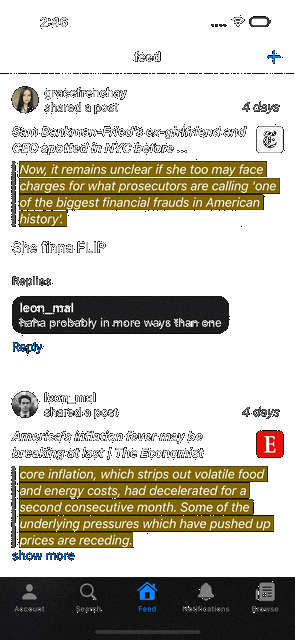 2:46
feed
+
gracefrenchay
shared a post
4 days
Sam Bankman-Fried's ex-girlfriend and
CEO spotted in NYC before ...
Now, it remains unclear if she too may face
charges for what prosecutors are calling 'one
of the biggest financial frauds in American
history'.
She finna FLIP
Replies
leon_mal
haha probably in more ways than one
Reply
leon_mal
shared a post
4 days
America's inflation fever may be
breaking at last | The Economist
E
core inflation, which strips out volatile food
and energy costs, had decelerated for a
second consecutive month. Some of the
underlying pressures which have pushed up
prices are receding.
show more
Account
Search
Feed
Notifications
Browse